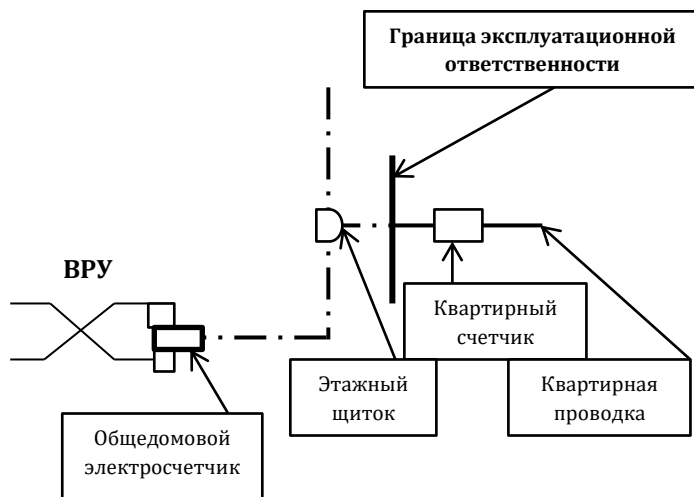 Граница эксплуатационной
ответственности
ВРУ
Квартирный
счетчик
Этажный
щиток
Квартирная
проводка
Общедомовой
электросчетчик